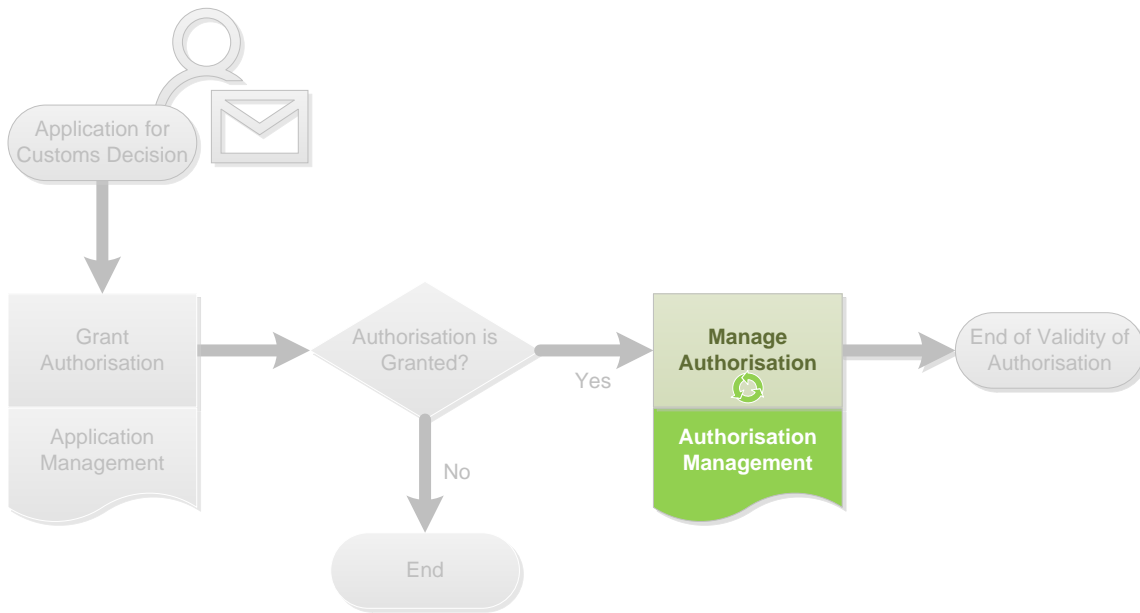 Application for
Customs Decision
Grant
Authorisation
Application
Management
Authorisation is
Granted?
Yes
No
End
Manage
Authorisation
Authorisation
Management
End of Validity of
Authorisation